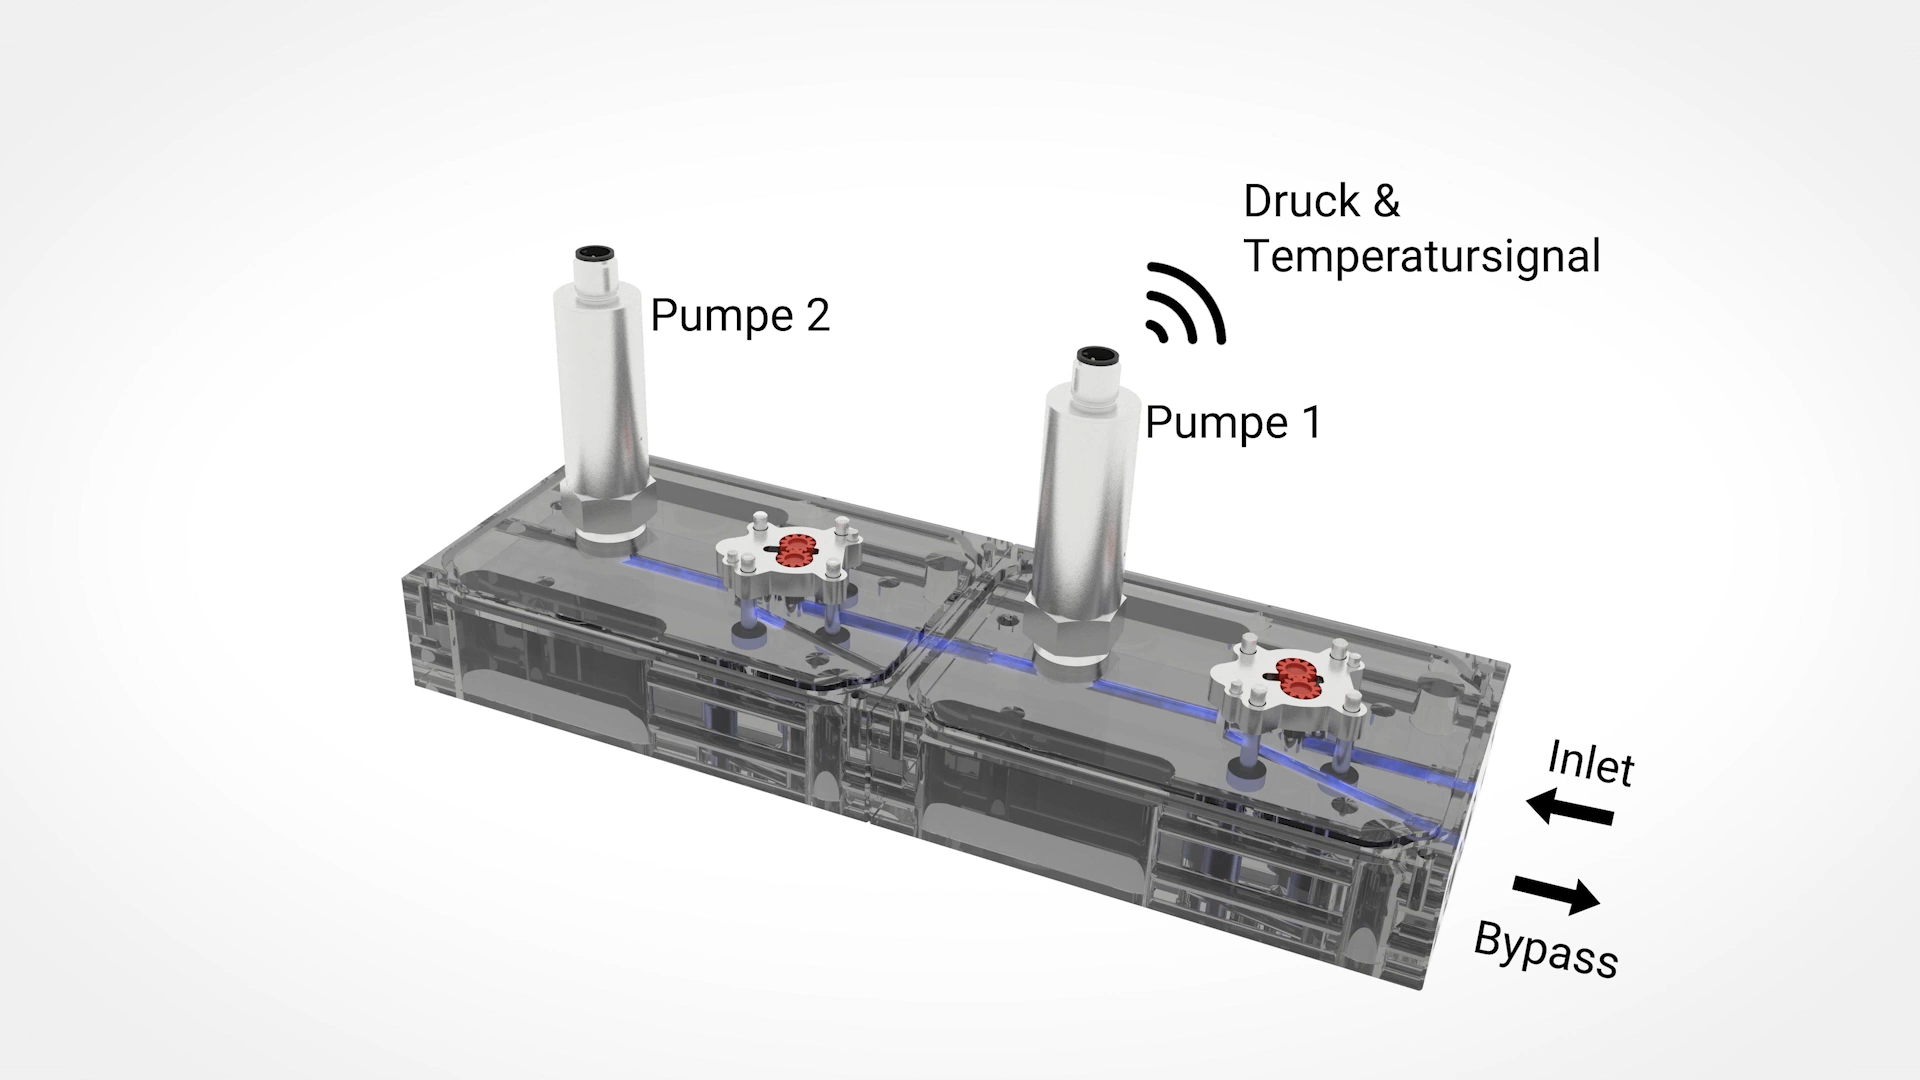 Druck &
Temperatursignal
Pumpe 2
Pumpe 1
Inlet
Bypass